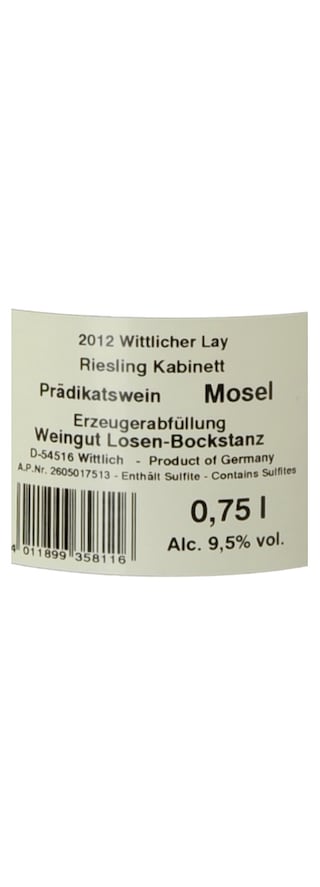 2012 Wittlicher Lay
Riesling Kabinett
Prädikatswein Mosel
Erzeugerabfüllung
Weingut Losen-Bockstanz
D-54516 Wittlich - Product of Germany
A.P.Nr. 2605017513 - Enthält Sulfite - Contains Sulfites
0,75 l
Alc. 9,5% vol.
4 011899 358116